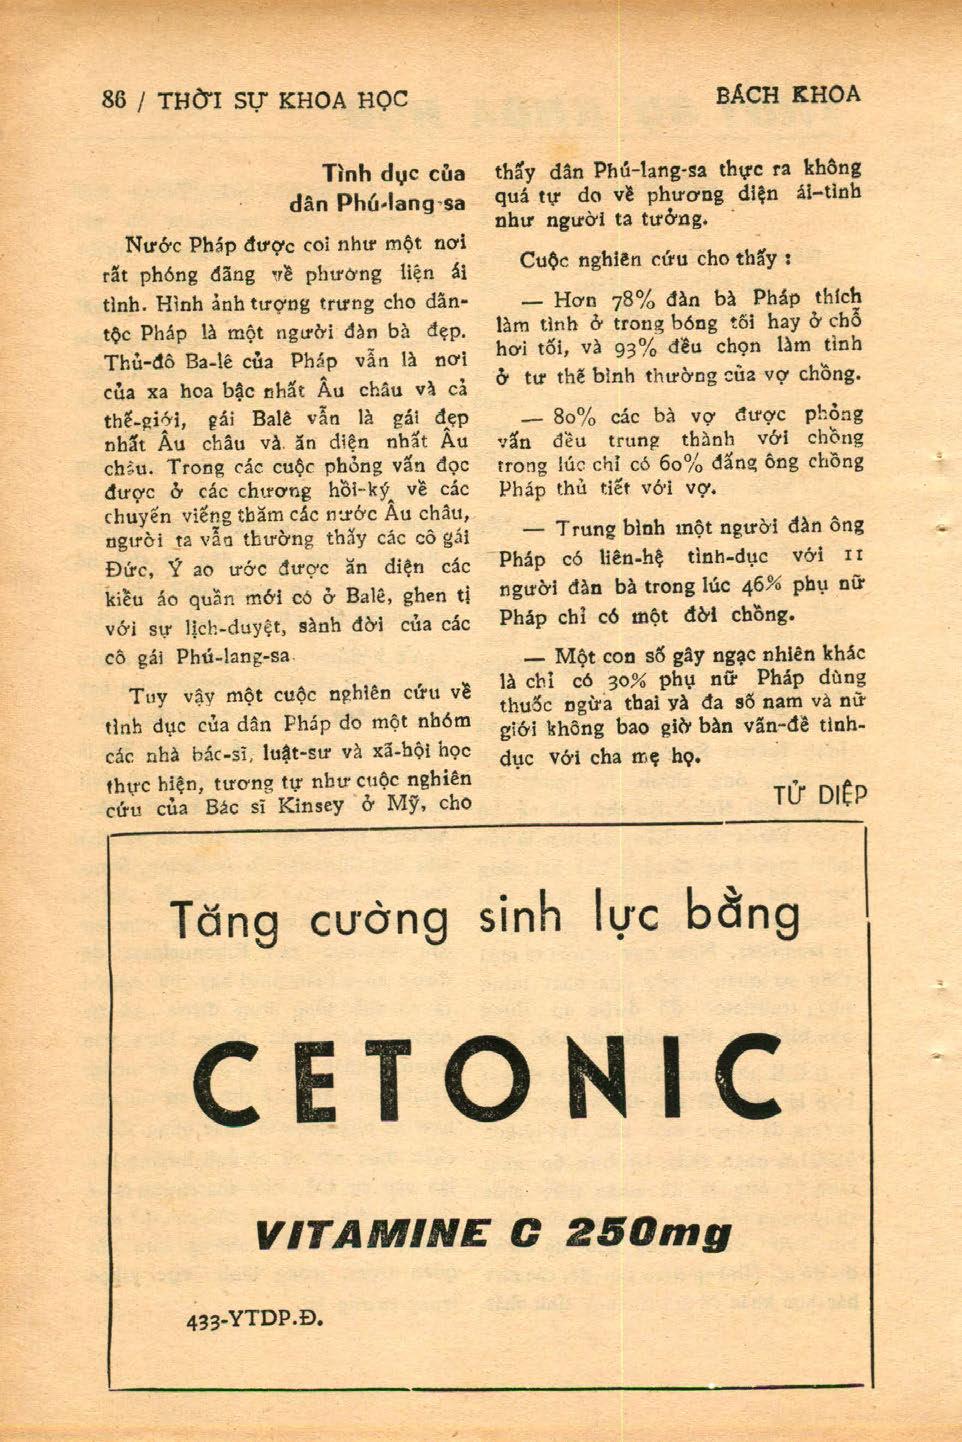 86 / THỜI SỰ KHOA HỌC
BÁCH KHOA
Tình dục của
dân Phú-lang-sa
Nước Pháp được coi như một nơi
rất phóng đãng về phương liện ái
tình. Hình ảnh tượng trưng cho dân-
tộc Pháp là một người đàn bà đẹp.
Thủ-đô Ba-lê của Pháp vẫn là nơi
của xa hoa bậc nhất Âu châu và cả
thế-giới, gái Balê vẫn là gái đẹp
nhất Âu châu và ăn diện nhất Âu
châu. Trong các cuộc phỏng vấn đọc
được ở các chương hồi-ký về các
chuyến viếng thăm các nước Âu châu,
người ta vẫn thường thấy các cô gái
Đức, Ý ao ước được ăn diện các
kiều áo quần mới có ở Balê, ghen tị
với sự lịch-duyệt, sành đời của các
cô gái Phú-lang-sa.
Tuy vậy một cuộc nghiên cứu về
tình dục của dân Pháp do một nhóm
các nhà bác-sĩ, luật-sư và xã-hội học
thực hiện, tương tự như cuộc nghiên
cứu của Bác sĩ Kinsey ở Mỹ, cho
thấy dân Phú-lang-sa thực ra không
quá tự do về phương diện ái-tình
như người ta tưởng.
Cuộc nghiên cứu cho thấy :
— Hơn 78% đàn bà Pháp thích
làm tình ở trong bóng tối hay ở chỗ
hơi tối, và 93% đều chọn làm tình
ở tư thế bình thường của vợ chồng.
— 80% các bà vợ được phỏng
vấn đều trung thành với chồng
trong lúc chỉ có 60% đấng ông chồng
Pháp thủ tiết với vợ.
— Trung bình một người đàn ông
Pháp có liên-hệ tình-dục với 11
người đàn bà trong lúc 46% phụ nữ
Pháp chỉ có một đời chồng.
— Một con số gây ngạc nhiên khác
là chỉ có 30% phụ nữ Pháp dùng
thuốc ngừa thai và đa số nam và nữ
giới không bao giờ bàn vấn-đề tình-
dục với cha mẹ họ.
TỬ DIỆP
Tăng cường sinh lực bằng
CETONIC
VITAMINE C 250mg
433-YTDP.Đ.